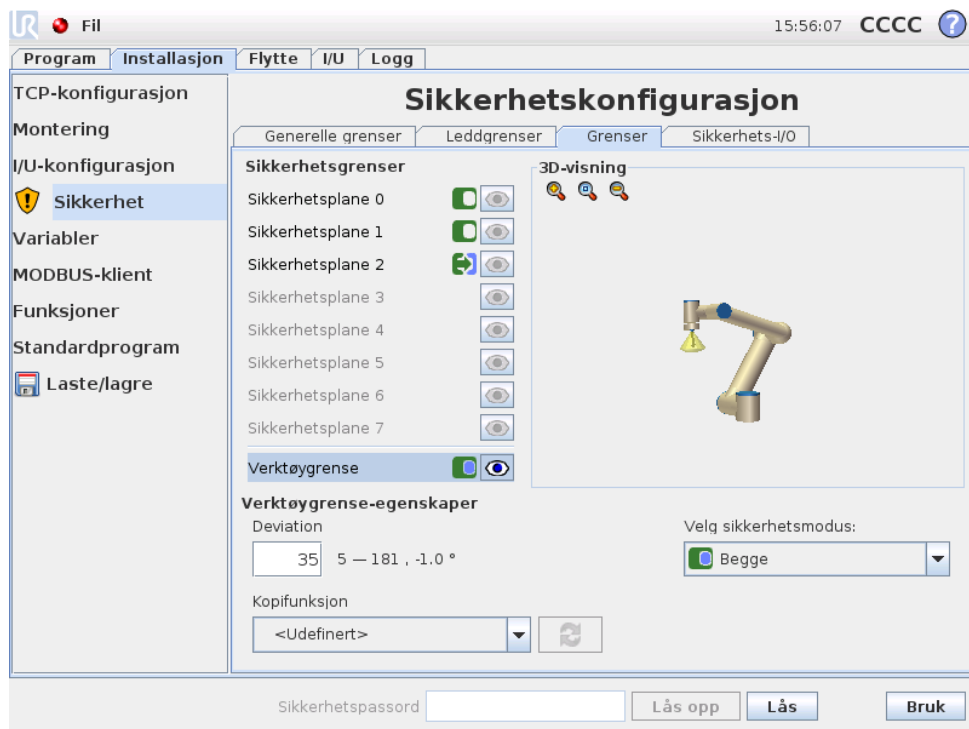 UR Fil 15:56:07 CCCC ?
Program Installasjon Flytte I/U Logg
TCP-konfigurasjon
Montering
I/U-konfigurasjon
Sikkerhet
Variabler
MODBUS-klient
Funksjoner
Standardprogram
Laste/lagre
Sikkerhetskonfigurasjon
Generelle grenser Leddgrenser Grenser Sikkerhets-I/O
Sikkerhetsgrenser
Sikkerhetsplane 0
Sikkerhetsplane 1
Sikkerhetsplane 2
Sikkerhetsplane 3
Sikkerhetsplane 4
Sikkerhetsplane 5
Sikkerhetsplane 6
Sikkerhetsplane 7
Verktøygrense
3D-visning
Verktøygrense-egenskaper
Deviation
35 5 — 181 , -1.0 °
Velg sikkerhetsmodus:
Begge
Kopifunksjon
<Udefinert>
Sikkerhetspassord Lås opp Lås Bruk